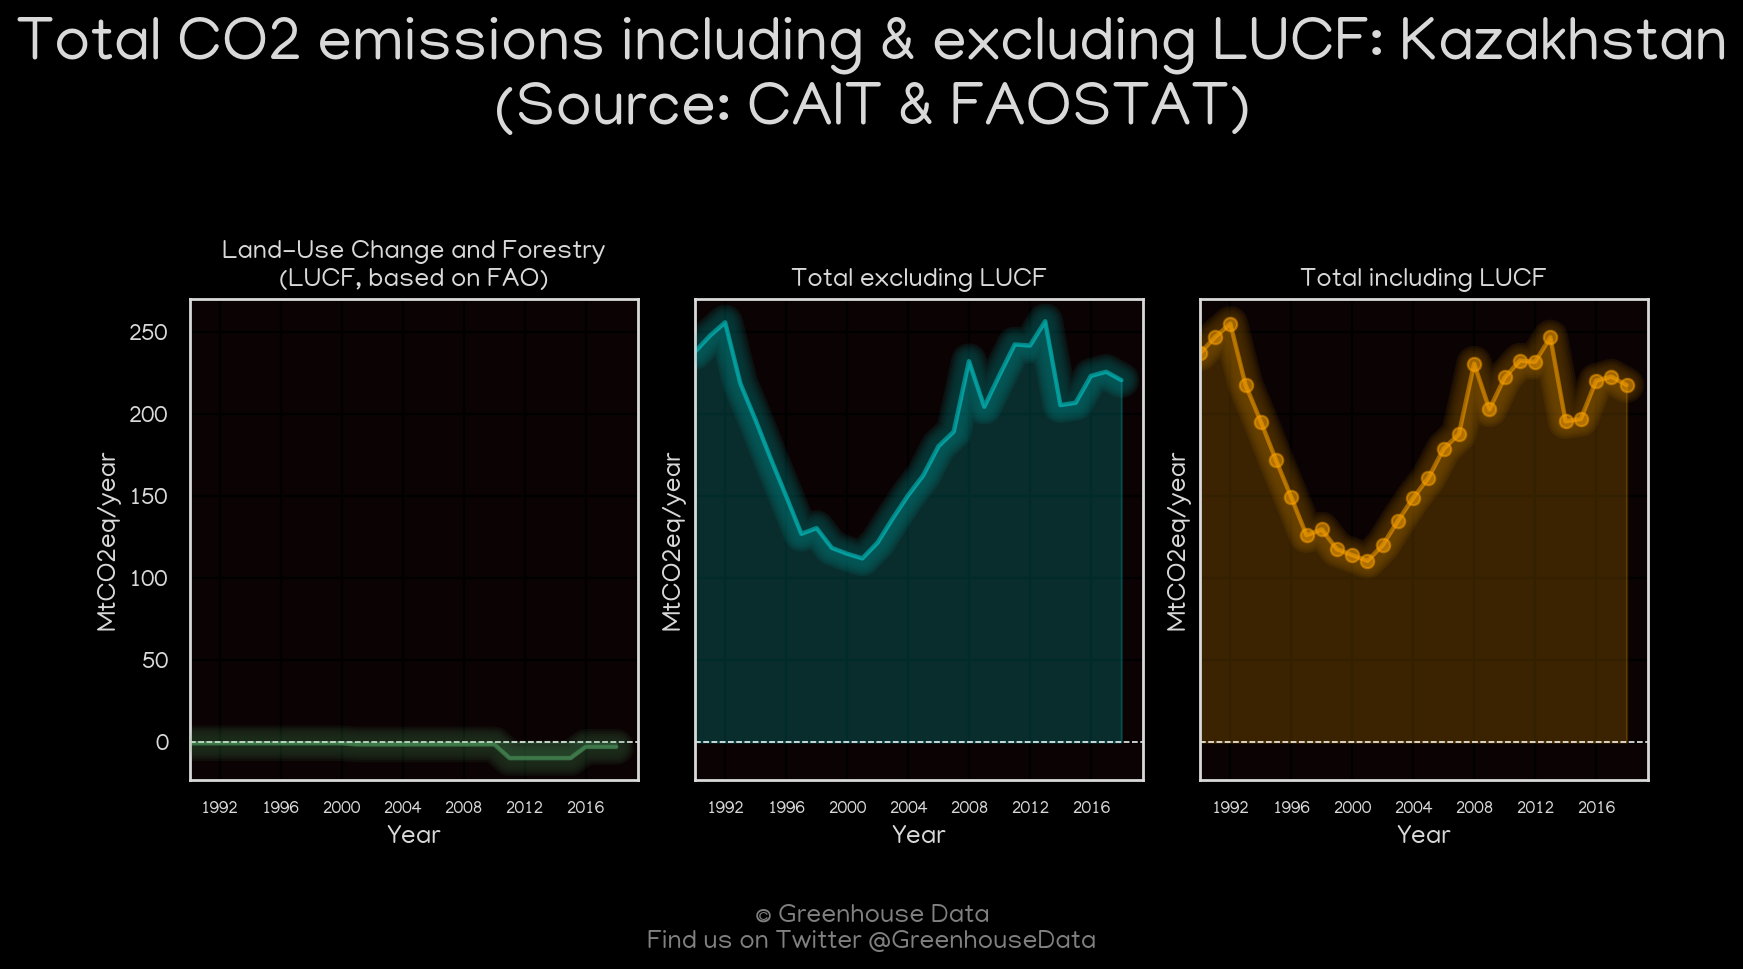 Total CO2 emissions including & excluding LUCF: Kazakhstan
(Source: CAIT & FAOSTAT)
Land-Use Change and Forestry
(LUCF, based on FAO)
Total excluding LUCF
Total including LUCF
MtCO2eq/year
250
200
150
100
50
0
1992 1996 2000 2004 2008 2012 2016
Year
MtCO2eq/year
1992 1996 2000 2004 2008 2012 2016
Year
MtCO2eq/year
1992 1996 2000 2004 2008 2012 2016
Year
© Greenhouse Data
Find us on Twitter @GreenhouseData